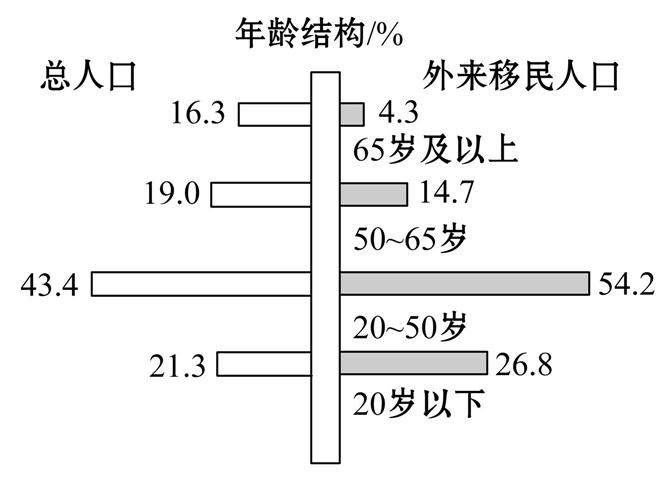 年龄结构/%
总人口
外来移民人口
16.3
4.3
65岁及以上
19.0
14.7
50~65岁
43.4
54.2
20~50岁
21.3
26.8
20岁以下